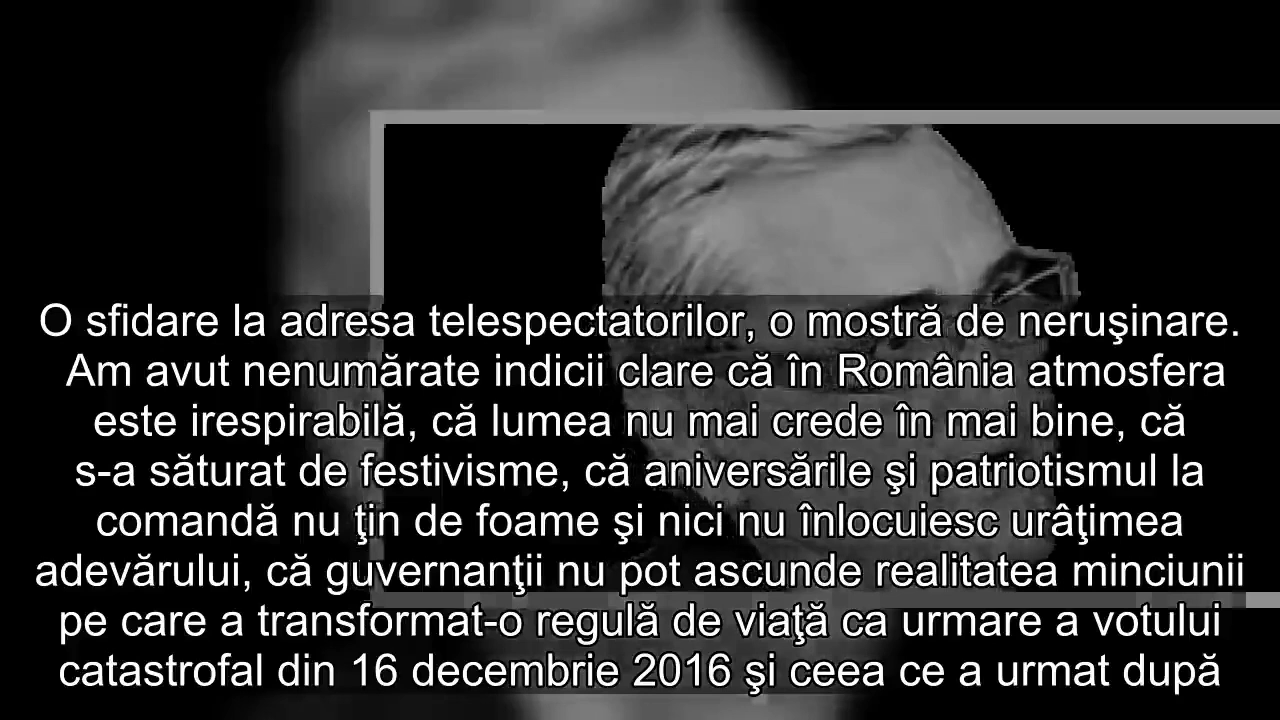 O sfidare la adresa telespectatorilor, o mostră de neruşinare.
Am avut nenumărate indicii clare că în România atmosfera
este irespirabilă, că lumea nu mai crede în mai bine, că
s-a săturat de festivisme, că aniversările şi patriotismul la
comandă nu ţin de foame şi nici nu înlocuiesc urâţimea
adevărului, că guvernanţii nu pot ascunde realitatea minciunii
pe care a transformat-o regulă de viaţă ca urmare a votului
catastrofal din 16 decembrie 2016 şi ceea ce a urmat după